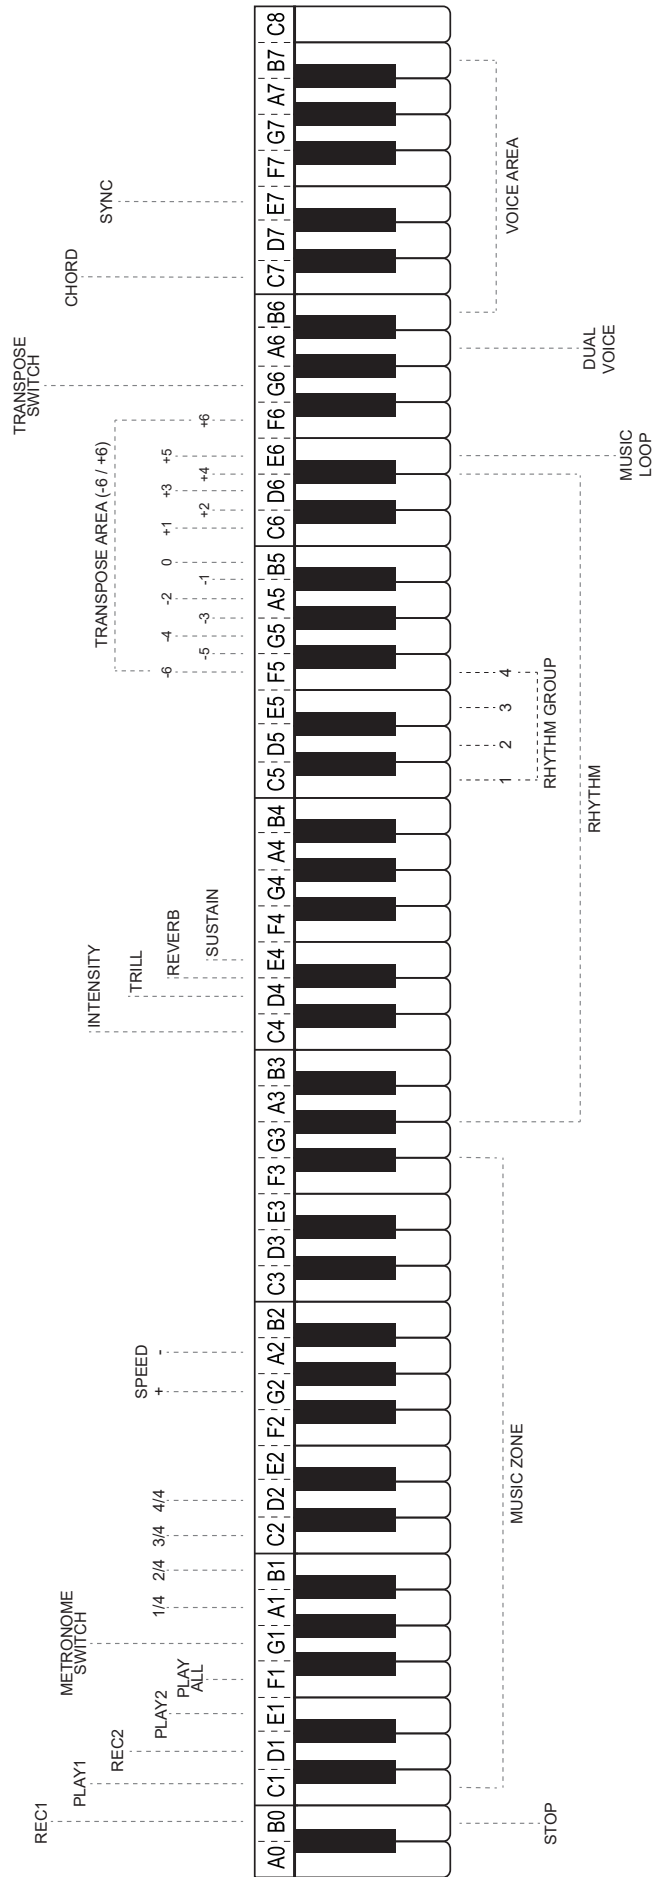 REC1
PLAY1
REC2
PLAY2
PLAY
ALL
METRONOME
SWITCH
1/4 2/4 3/4 4/4
SPEED
+ -
INTENSITY
TRILL
REVERB
SUSTAIN
TRANSPOSE AREA (-6 / +6)
-6 -4 -2 0 +1 +3 +5
-5 -3 -1 +2 +4 +6
TRANSPOSE
SWITCH
CHORD
SYNC
A0 B0 C1 D1 E1 F1 G1 A1 B1 C2 D2 E2 F2 G2 A2 B2 C3 D3 E3 F3 G3 A3 B3 C4 D4 E4 F4 G4 A4 B4 C5 D5 E5 F5 G5 A5 B5 C6 D6 E6 F6 G6 A6 B6 C7 D7 E7 F7 G7 A7 B7 C8
STOP
MUSIC ZONE
1 2 3 4
RHYTHM GROUP
RHYTHM
MUSIC
LOOP
DUAL
VOICE
VOICE AREA